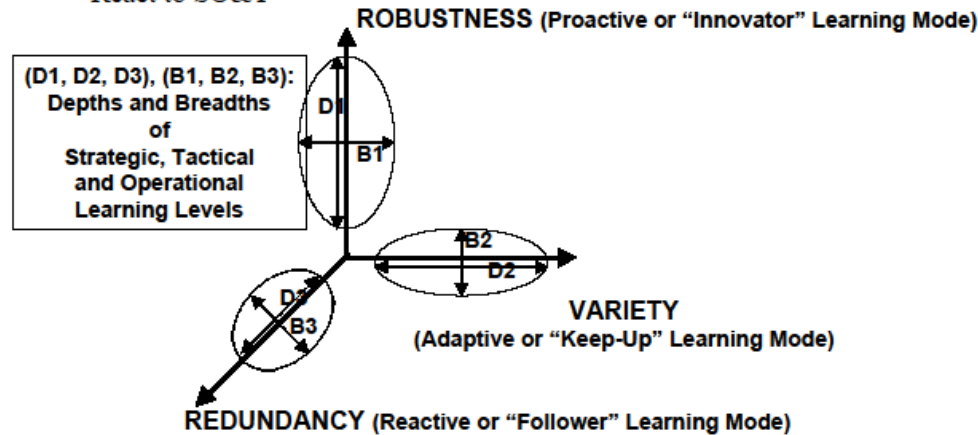 ROBUSTNESS (Proactive or “Innovator” Learning Mode)
(D1, D2, D3), (B1, B2, B3):
Depths and Breadths
of
Strategic, Tactical
and Operational
Learning Levels
D1
B1
B2
D2
D3
B3
VARIETY
(Adaptive or “Keep-Up” Learning Mode)
REDUNDANCY (Reactive or “Follower” Learning Mode)